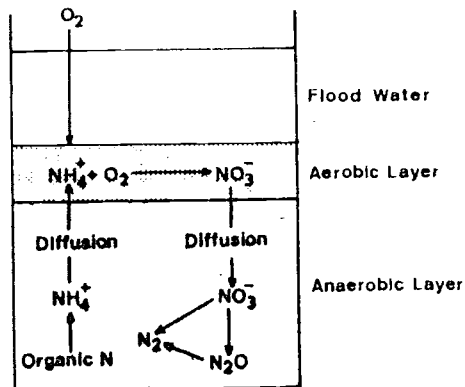 O₂
Flood Water
NH₄⁺ + O₂ NO₃⁻ Aerobic Layer
Diffusion Diffusion
NH₄⁺ NO₃⁻ Anaerobic Layer
N₂
Organic N N₂O